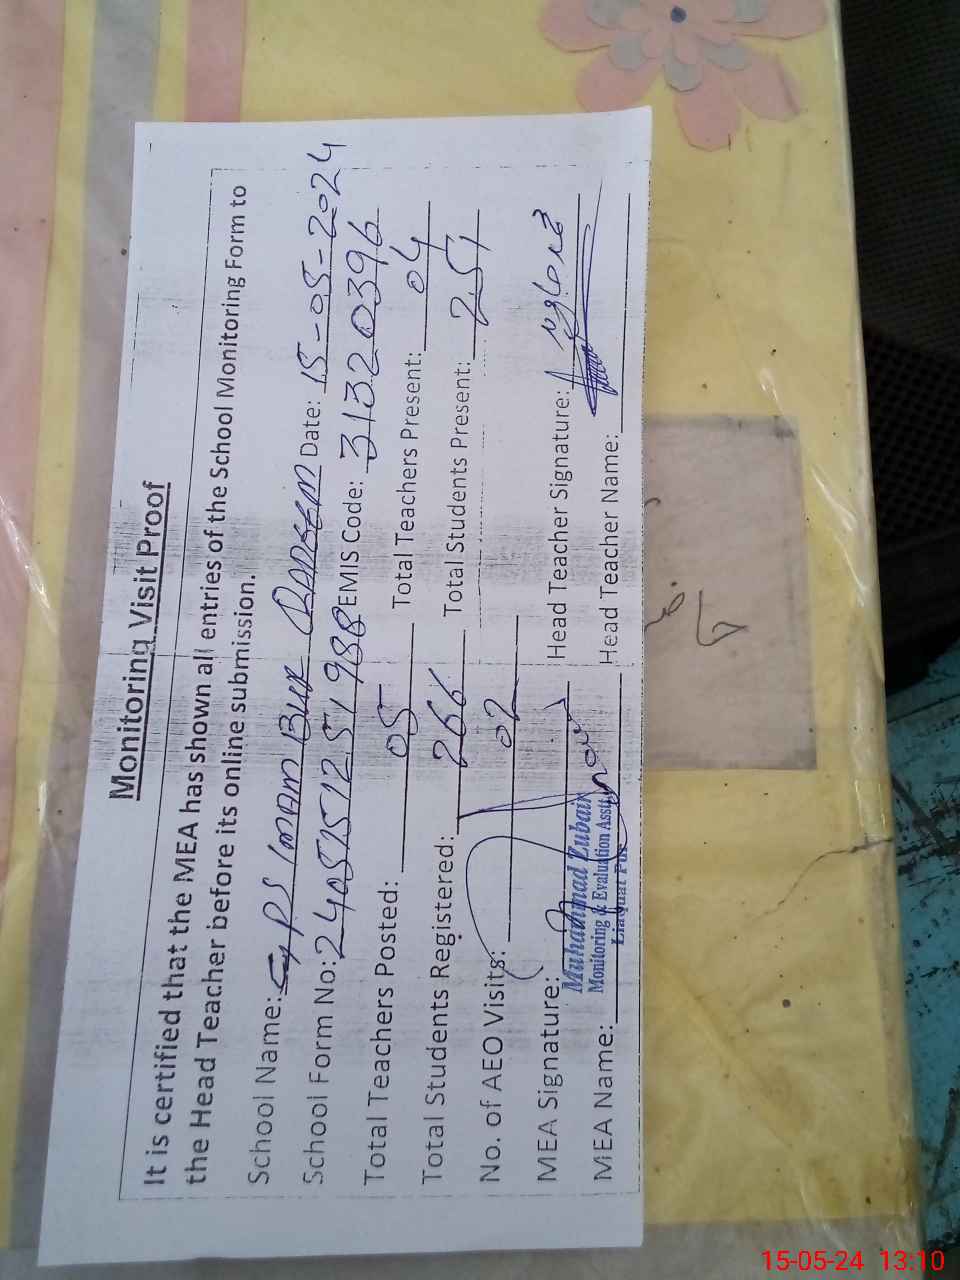 Monitoring Visit Proof
It is certified that the MEA has shown all entries of the School Monitoring Form to
the Head Teacher before its online submission.
School Name: GPS IMAM BUX Date: 15-05-2024
School Form No: EMIS Code: 31320396
Total Teachers Posted: 05 Total Teachers Present: 04
Total Students Registered: 266 Total Students Present: 251
No. of AEO Visits: 02
MEA Signature: Head Teacher Signature:
Muhammad Zubair
Monitoring & Evaluation Asstt
Liaquat Pur
MEA Name: Head Teacher Name:
15-05-24 13:10